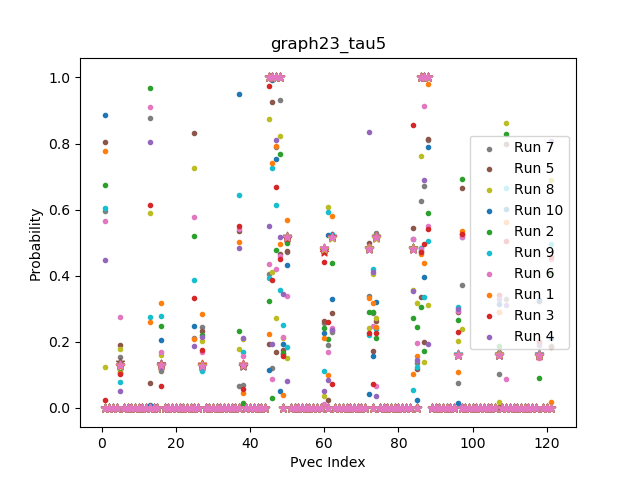 graph23_tau5
1.0
0.8
0.6
0.4
0.2
0.0
Probability
0
20
40
60
80
100
120
Pvec Index
Run 7
Run 5
Run 8
Run 10
Run 2
Run 9
Run 6
Run 1
Run 3
Run 4